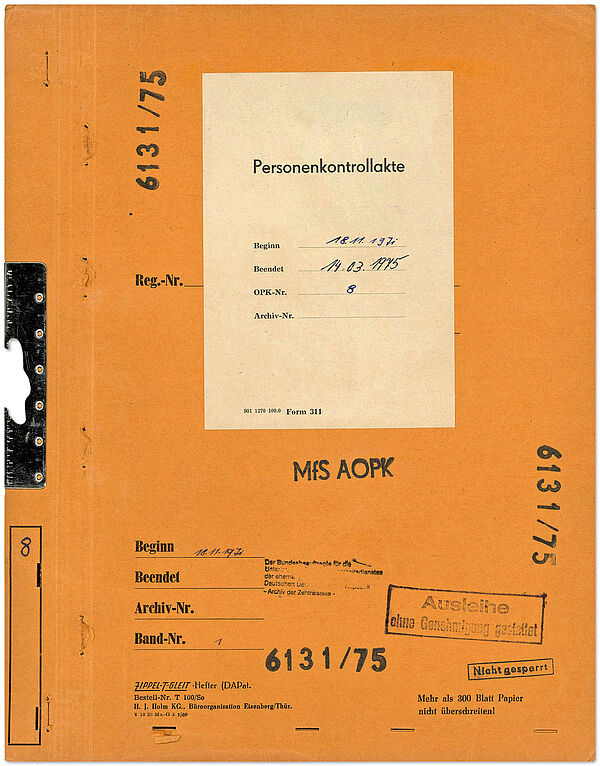 6131/75
Personenkontrollakte
Beginn 18.11.1971
Beendet 14.03.1975
Reg.-Nr.
OPK-Nr. 8
Archiv-Nr.
901 1270 100.0 Form 311
MfS AOPK
6131/75
8
Beginn 18.11.1971
Beendet
Der Bundesbeauftragte für die
der ehem.
Deutschen
- Archiv der Zentralstelle -
Archiv-Nr.
Ausleihe
ohne Genehmigung gestattet
Band-Nr. 1
6131/75
Nicht gesperrt
ZIPPEL-T-GLEIT-Hefter (DAPat.
Bestell-Nr. T 100/So
H. J. Holm KG., Büroorganisation Eisenberg/Thür.
Mehr als 300 Blatt Papier
nicht überschreiten!